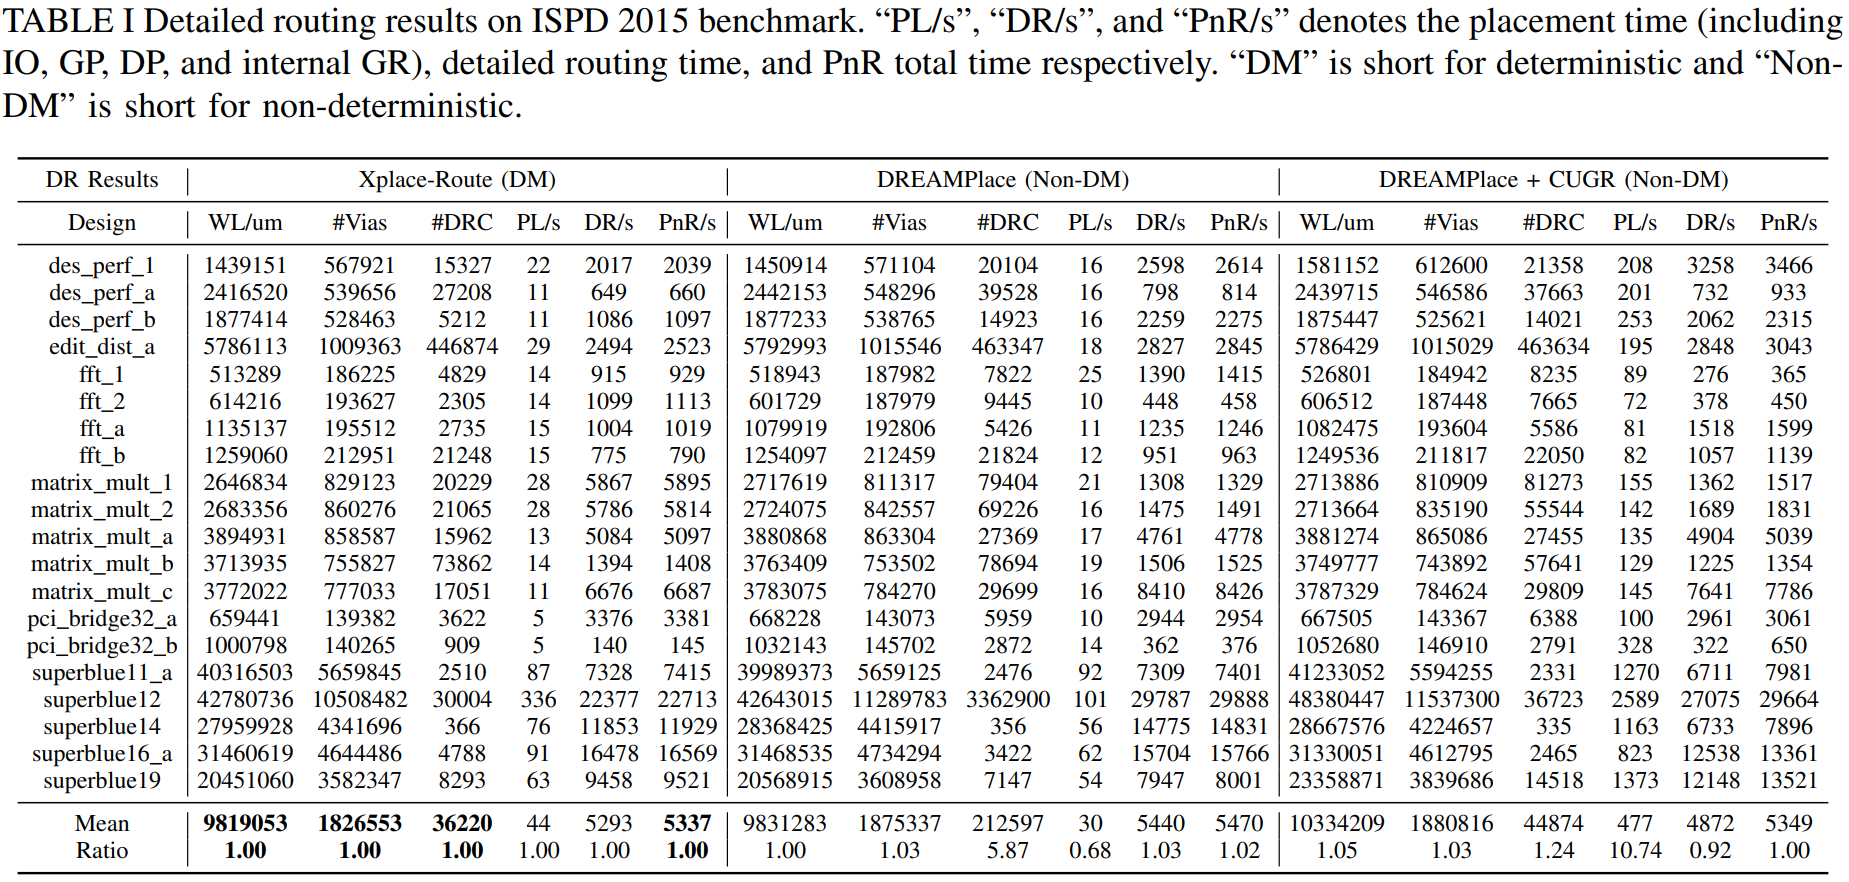 TABLE I Detailed routing results on ISPD 2015 benchmark. “PL/s”, “DR/s”, and “PnR/s” denotes the placement time (including
IO, GP, DP, and internal GR), detailed routing time, and PnR total time respectively. “DM” is short for deterministic and “Non-
DM” is short for non-deterministic.
DR Results Xplace-Route (DM) DREAMPlace (Non-DM) DREAMPlace + CUGR (Non-DM)
Design WL/um #Vias #DRC PL/s DR/s PnR/s WL/um #Vias #DRC PL/s DR/s PnR/s WL/um #Vias #DRC PL/s DR/s PnR/s
des_perf_1 1439151 567921 15327 22 2017 2039 1450914 571104 20104 16 2598 2614 1581152 612600 21358 208 3258 3466
des_perf_a 2416520 539656 27208 11 649 660 2442153 548296 39528 16 798 814 2439715 546586 37663 201 732 933
des_perf_b 1877414 528463 5212 11 1086 1097 1877233 538765 14923 16 2259 2275 1875447 525621 14021 253 2062 2315
edit_dist_a 5786113 1009363 446874 29 2494 2523 5792993 1015546 463347 18 2827 2845 5786429 1015029 463634 195 2848 3043
fft_1 513289 186225 4829 14 915 929 518943 187982 7822 25 1390 1415 526801 184942 8235 89 276 365
fft_2 614216 193627 2305 14 1099 1113 601729 187979 9445 10 448 458 606512 187448 7665 72 378 450
fft_a 1135137 195512 2735 15 1004 1019 1079919 192806 5426 11 1235 1246 1082475 193604 5586 81 1518 1599
fft_b 1259060 212951 21248 15 775 790 1254097 212459 21824 12 951 963 1249536 211817 22050 82 1057 1139
matrix_mult_1 2646834 829123 20229 28 5867 5895 2717619 811317 79404 21 1308 1329 2713886 810909 81273 155 1362 1517
matrix_mult_2 2683356 860276 21065 28 5786 5814 2724075 842557 69226 16 1475 1491 2713664 835190 55544 142 1689 1831
matrix_mult_a 3894931 858587 15962 13 5084 5097 3880868 863304 27369 17 4761 4778 3881274 865086 27455 135 4904 5039
matrix_mult_b 3713935 755827 73862 14 1394 1408 3763409 753502 78694 19 1506 1525 3749777 743892 57641 129 1225 1354
matrix_mult_c 3772022 777033 17051 11 6676 6687 3783075 784270 29699 16 8410 8426 3787329 784624 29809 145 7641 7786
pci_bridge32_a 659441 139382 3622 5 3376 3381 668228 143073 5959 10 2944 2954 667505 143367 6388 100 2961 3061
pci_bridge32_b 1000798 140265 909 5 140 145 1032143 145702 2872 14 362 376 1052680 146910 2791 328 322 650
superblue11_a 40316503 5659845 2510 87 7328 7415 39989373 5659125 2476 92 7309 7401 41233052 5594255 2331 1270 6711 7981
superblue12 42780736 10508482 30004 336 22377 22713 42643015 11289783 3362900 101 29787 29888 48380447 11537300 36723 2589 27075 29664
superblue14 27959928 4341696 366 76 11853 11929 28368425 4415917 356 56 14775 14831 28667576 4224657 335 1163 6733 7896
superblue16_a 31460619 4644486 4788 91 16478 16569 31468535 4734294 3422 62 15704 15766 31330051 4612795 2465 823 12538 13361
superblue19 20451060 3582347 8293 63 9458 9521 20568915 3608958 7147 54 7947 8001 23358871 3839686 14518 1373 12148 13521
Mean 9819053 1826553 36220 44 5293 5337 9831283 1875337 212597 30 5440 5470 10334209 1880816 44874 477 4872 5349
Ratio 1.00 1.00 1.00 1.00 1.00 1.00 1.00 1.03 5.87 0.68 1.03 1.02 1.05 1.03 1.24 10.74 0.92 1.00